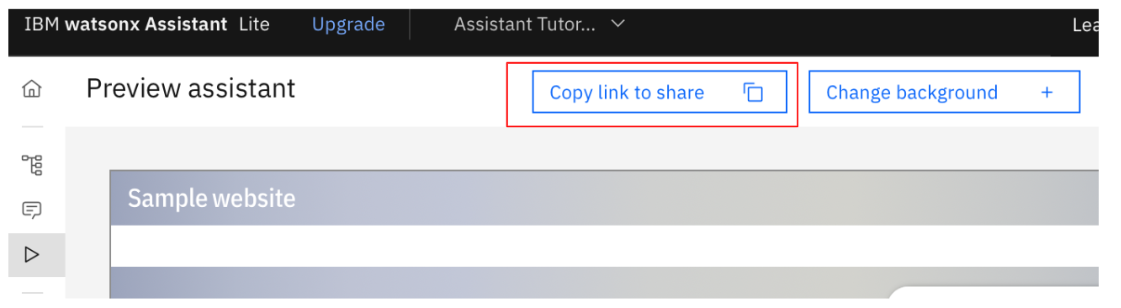 IBM watsonx Assistant Lite Upgrade Assistant Tutor... Lea
Preview assistant Copy link to share Change background +
Sample website